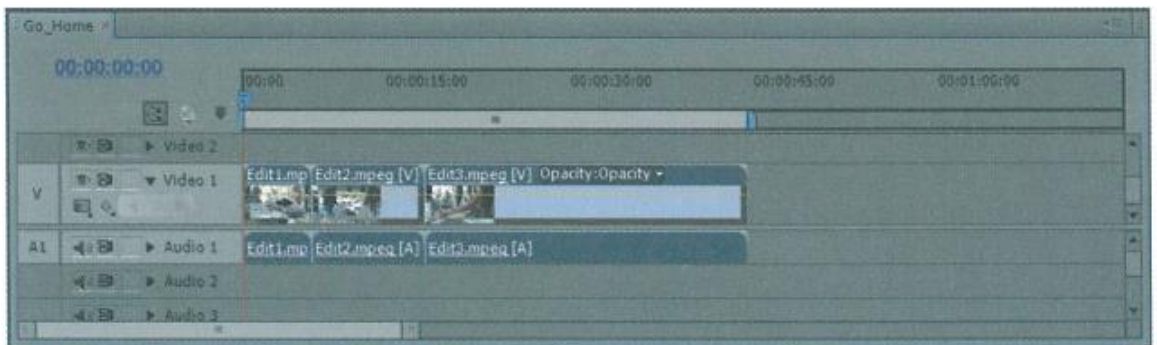 Go_Home ×
00:00:00:00
00:00 00:00:15:00 00:00:30:00 00:00:45:00 00:01:00:00
Video 2
V Video 1
Edit1.mp Edit2.mpeg [V] Edit3.mpeg [V] Opacity:Opacity
A1 Audio 1 Edit1.mp Edit2.mpeg [A] Edit3.mpeg [A]
Audio 2
Audio 3